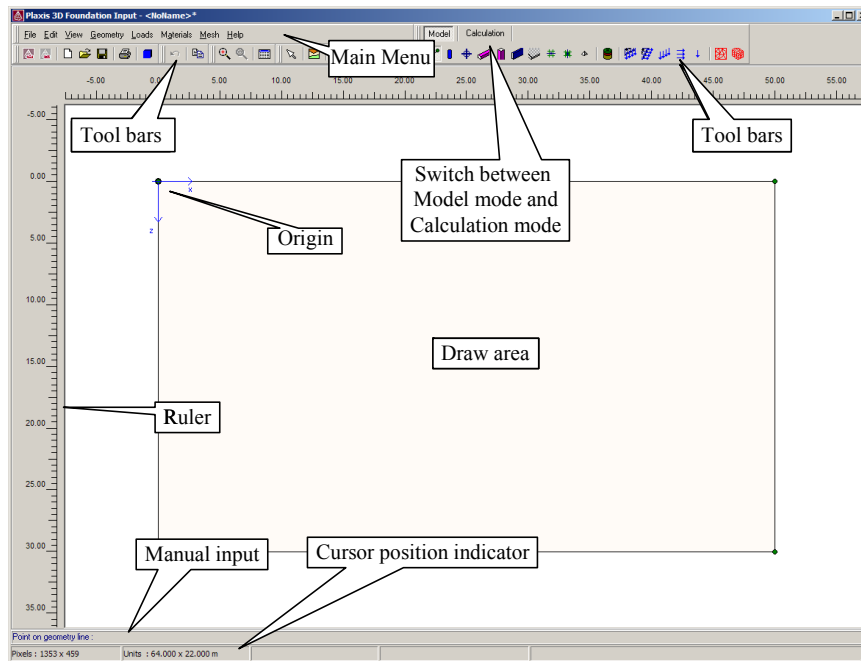 Plaxis 3D Foundation Input - <NoName>*
File Edit View Geometry Loads Materials Mesh Help
Model Calculation
Main Menu
-5.00 0.00 5.00 10.00 15.00 20.00 25.00 30.00 35.00 40.00 45.00 50.00 55.00
Tool bars
Tool bars
Switch between
Model mode and
Calculation mode
-5.00
0.00
x
z
Origin
5.00
10.00
Draw area
15.00
Ruler
20.00
25.00
30.00
Manual input
Cursor position indicator
35.00
Point on geometry line :
Pixels : 1353 x 459
Units : 64.000 x 22.000 m